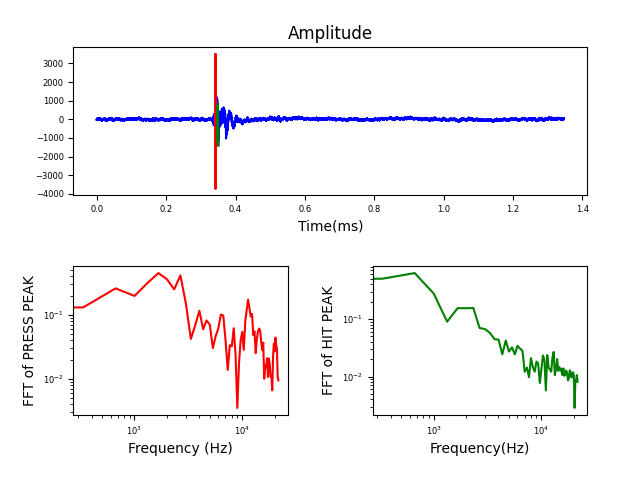 Amplitude
3000
2000
1000
0
−1000
−2000
−3000
−4000
0.0 0.2 0.4 0.6 0.8 1.0 1.2 1.4
Time(ms)
FFT of PRESS PEAK
10⁻¹
10⁻²
10³ 10⁴
Frequency (Hz)
FFT of HIT PEAK
10⁻¹
10⁻²
10³ 10⁴
Frequency(Hz)